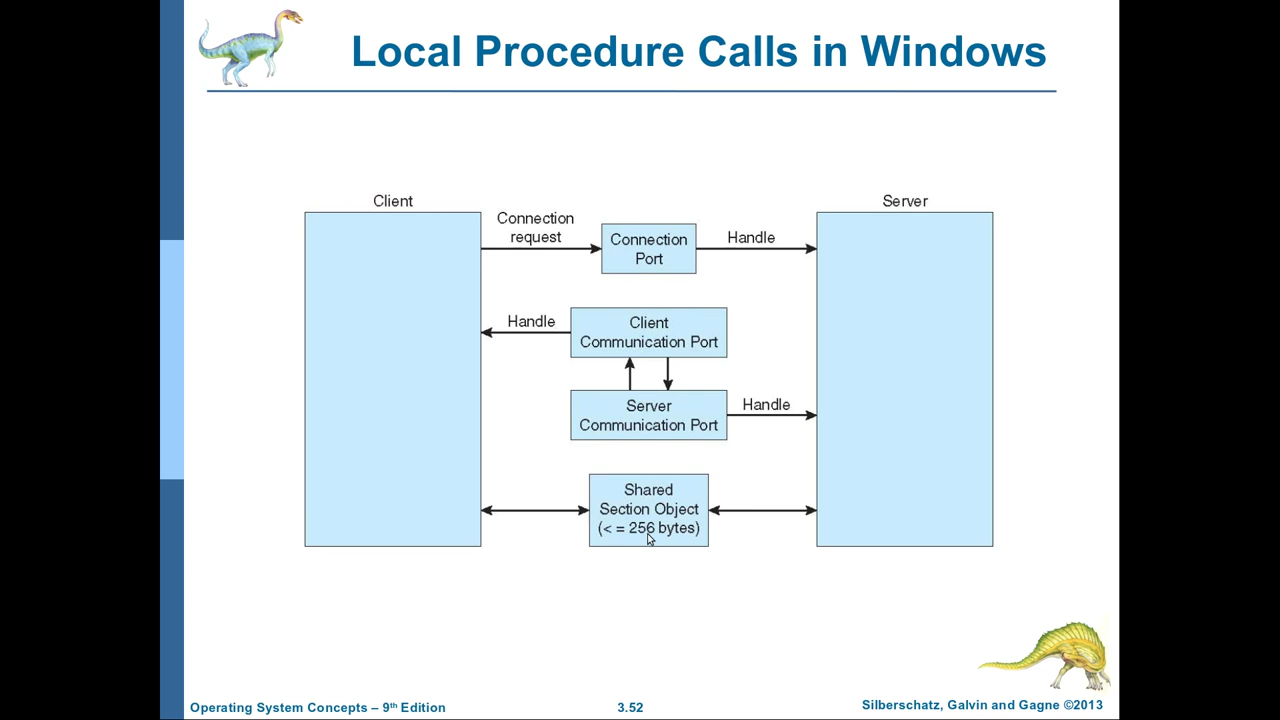 Local Procedure Calls in Windows
Client
Server
Connection
request
Connection
Port
Handle
Handle
Client
Communication Port
Server
Communication Port
Handle
Shared
Section Object
(< = 256 bytes)
Operating System Concepts – 9th Edition
3.52
Silberschatz, Galvin and Gagne ©2013